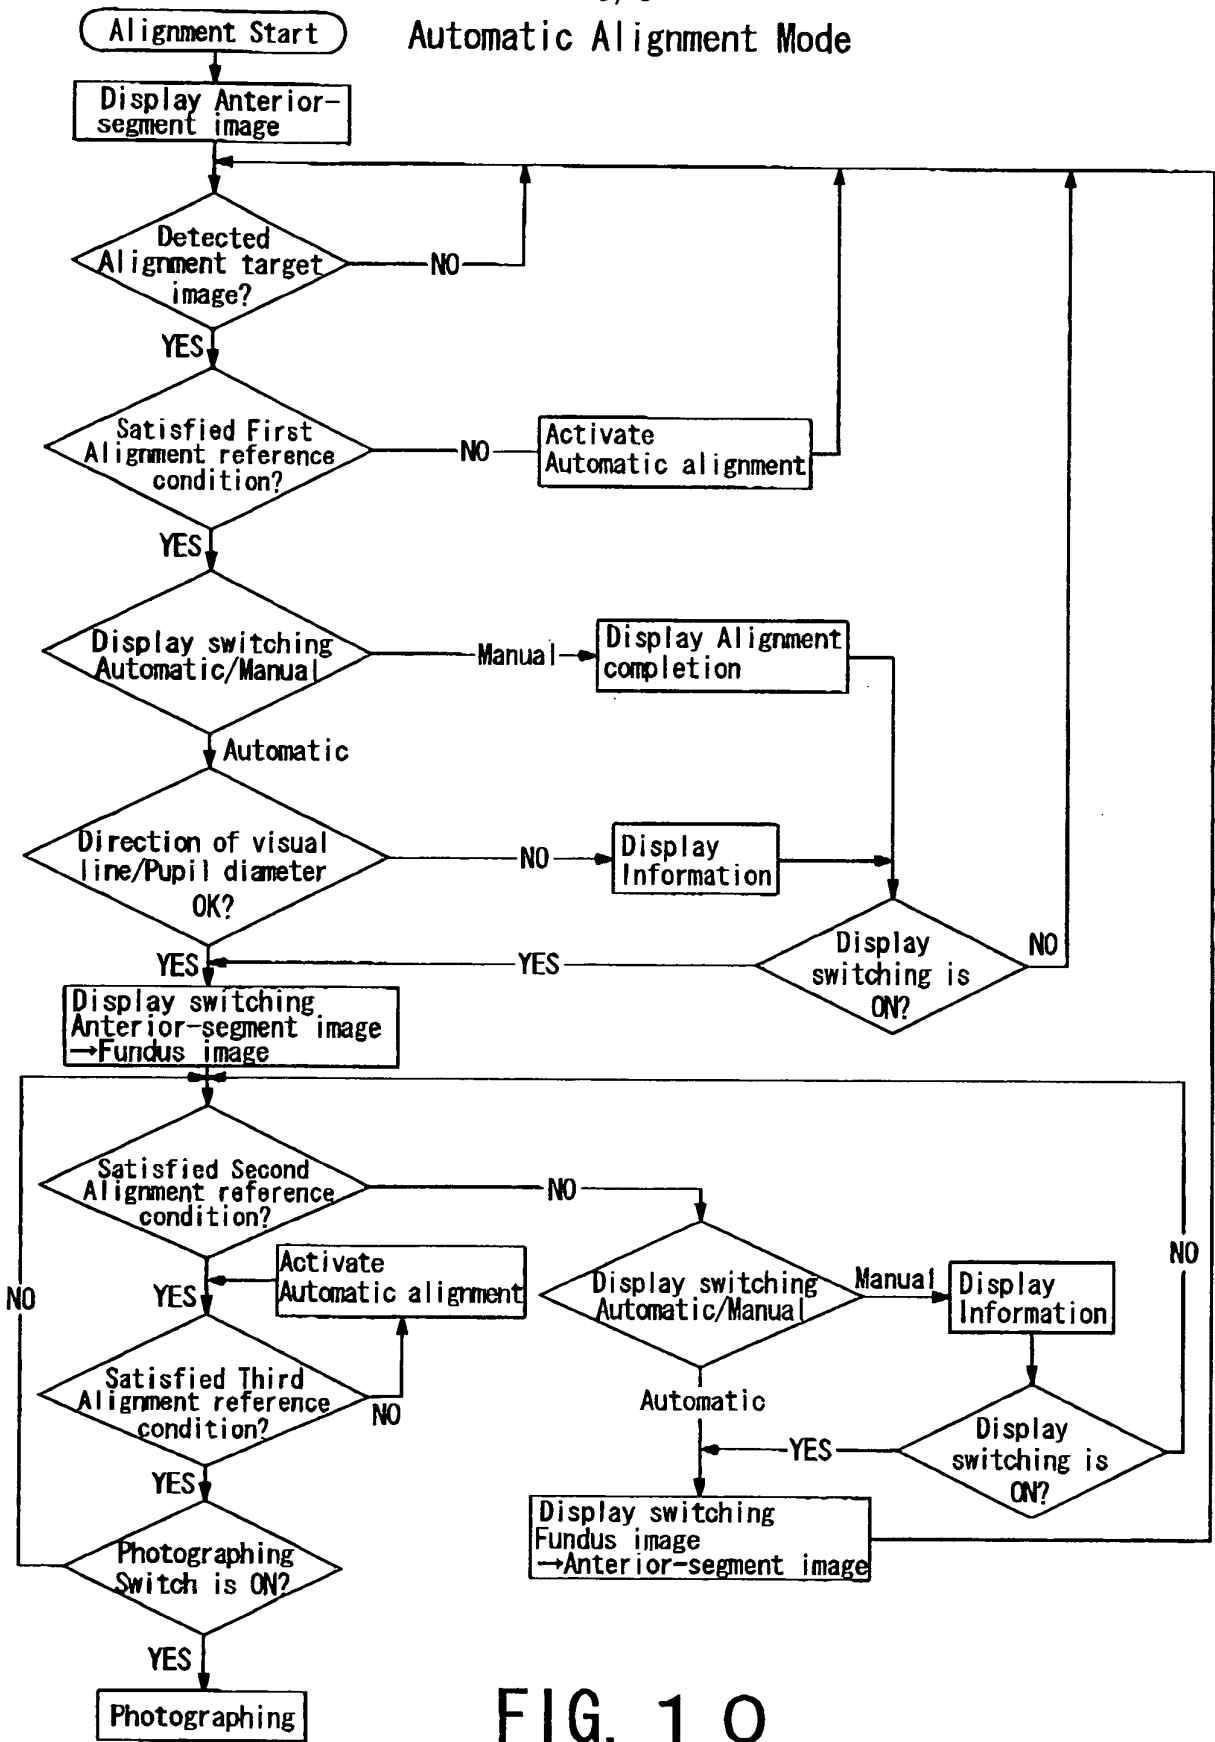 Alignment Start
Automatic Alignment Mode
Display Anterior-
segment image
Detected
Alignment target
image?
NO
YES
Satisfied First
Alignment reference
condition?
NO
Activate
Automatic alignment
YES
Display switching
Automatic/Manual
Manual
Display Alignment
completion
Automatic
Direction of visual
line/Pupil diameter
OK?
NO
Display
Information
Display
switching is
ON?
NO
YES
YES
Display switching
Anterior-segment image
→Fundus image
Satisfied Second
Alignment reference
condition?
NO
Display switching
Automatic/Manual
Manual
Display
Information
NO
NO
YES
Activate
Automatic alignment
Satisfied Third
Alignment reference
condition?
NO
Automatic
Display
switching is
ON?
YES
YES
Display switching
Fundus image
→Anterior-segment image
Photographing
Switch is ON?
YES
Photographing
FIG. 10